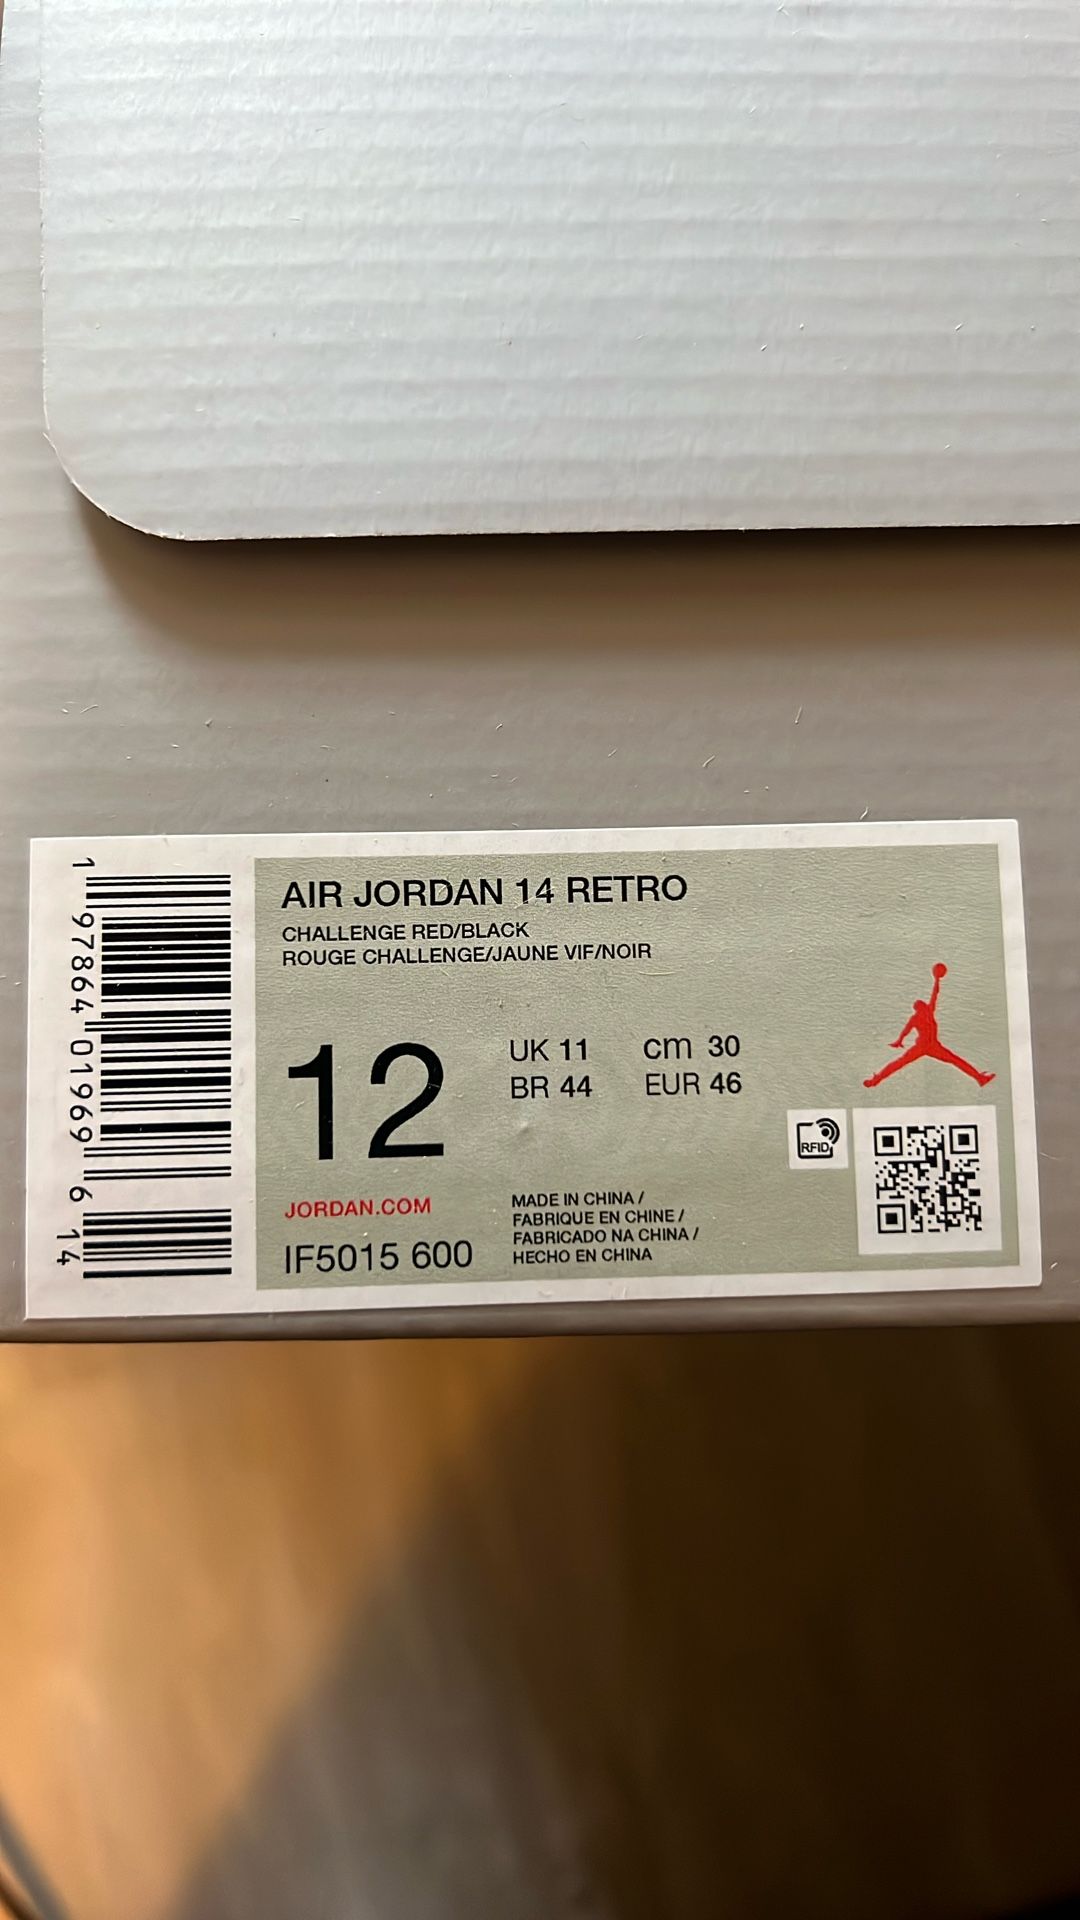 AIR JORDAN 14 RETRO
CHALLENGE RED/BLACK
ROUGE CHALLENGE/JAUNE VIF/NOIR
12
UK 11 cm 30
BR 44 EUR 46
RFID
JORDAN.COM
IF5015 600
MADE IN CHINA /
FABRIQUE EN CHINE /
FABRICADO NA CHINA /
HECHO EN CHINA
1 97864 01969 6 14